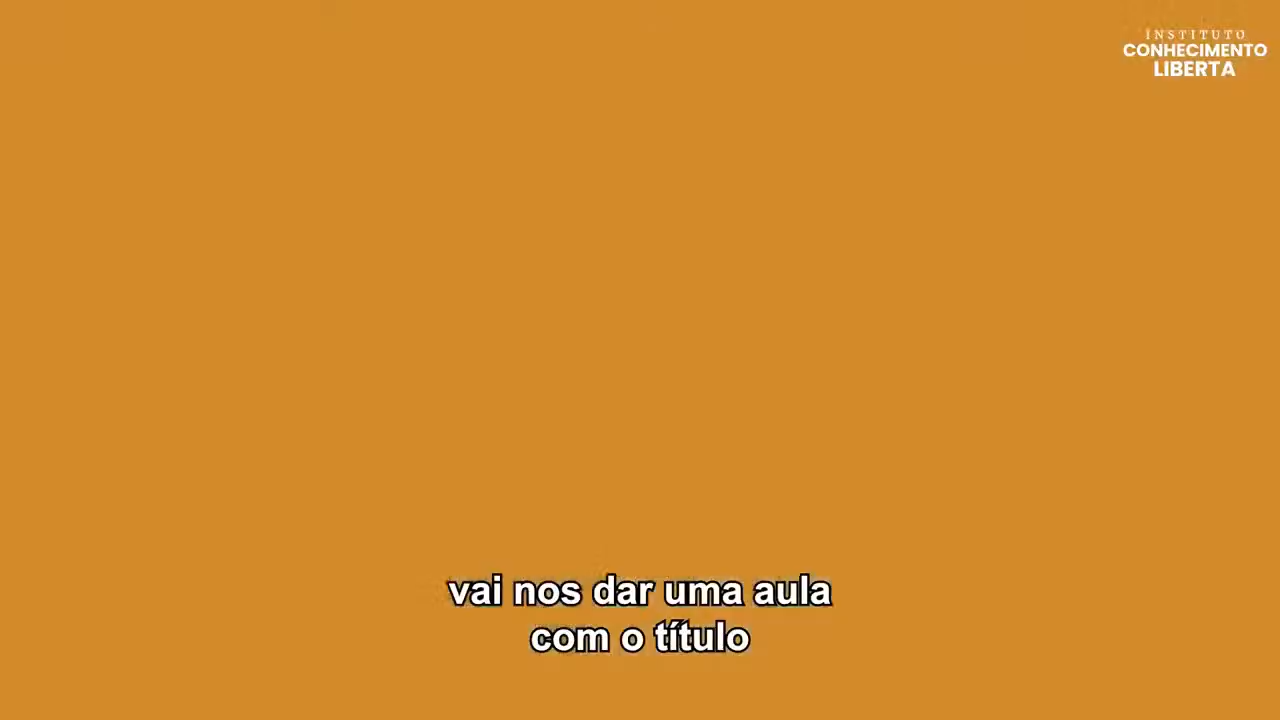 INSTITUTO
CONHECIMENTO
LIBERTA
vai nos dar uma aula
com o título